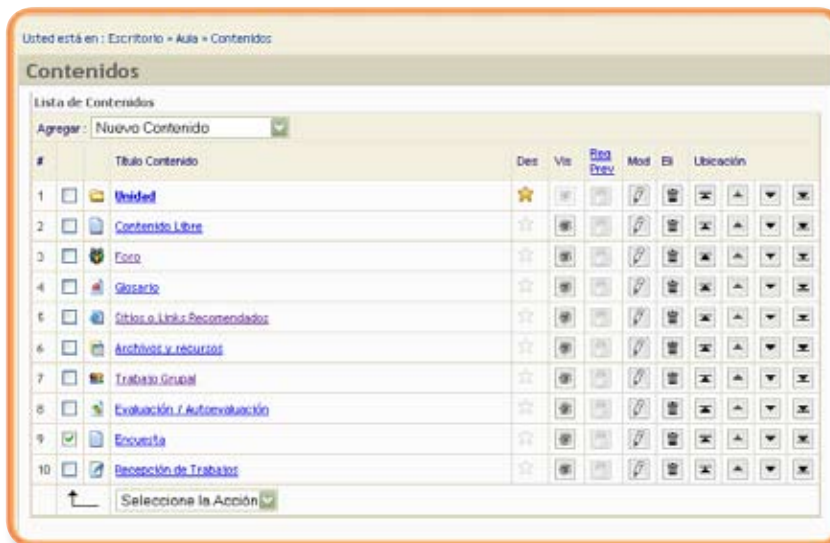 Usted está en : Escritorio » Aula » Contenidos
Contenidos
Lista de Contenidos
Agregar : Nuevo Contenido
# Título Contenido Des Vis Req Prev Mod Eli Ubicación
1 Unidad
2 Contenido Libre
3 Foro
4 Glosario
5 Sitios o Links Recomendados
6 Archivos y recursos
7 Trabajo Grupal
8 Evaluación / Autoevaluación
9 Encuesta
10 Recepción de Trabajos
Seleccione la Acción